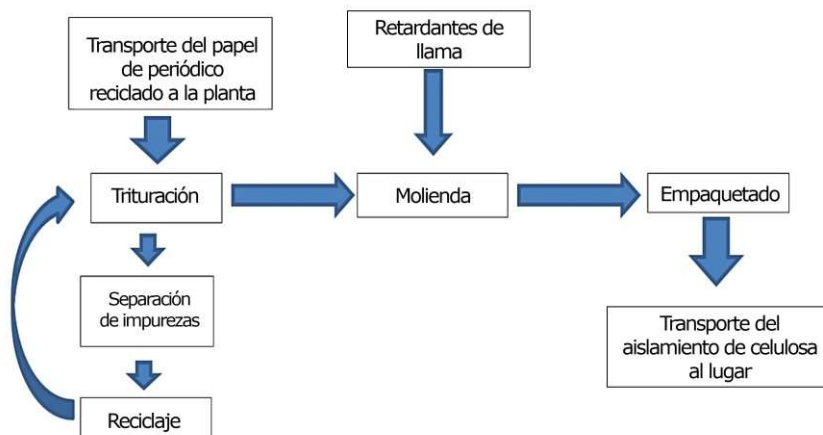 Transporte del papel
de periódico
reciclado a la planta
Retardantes de
llama
Trituración
Molienda
Empaquetado
Separación
de impurezas
Transporte del
aislamiento de celulosa
al lugar
Reciclaje